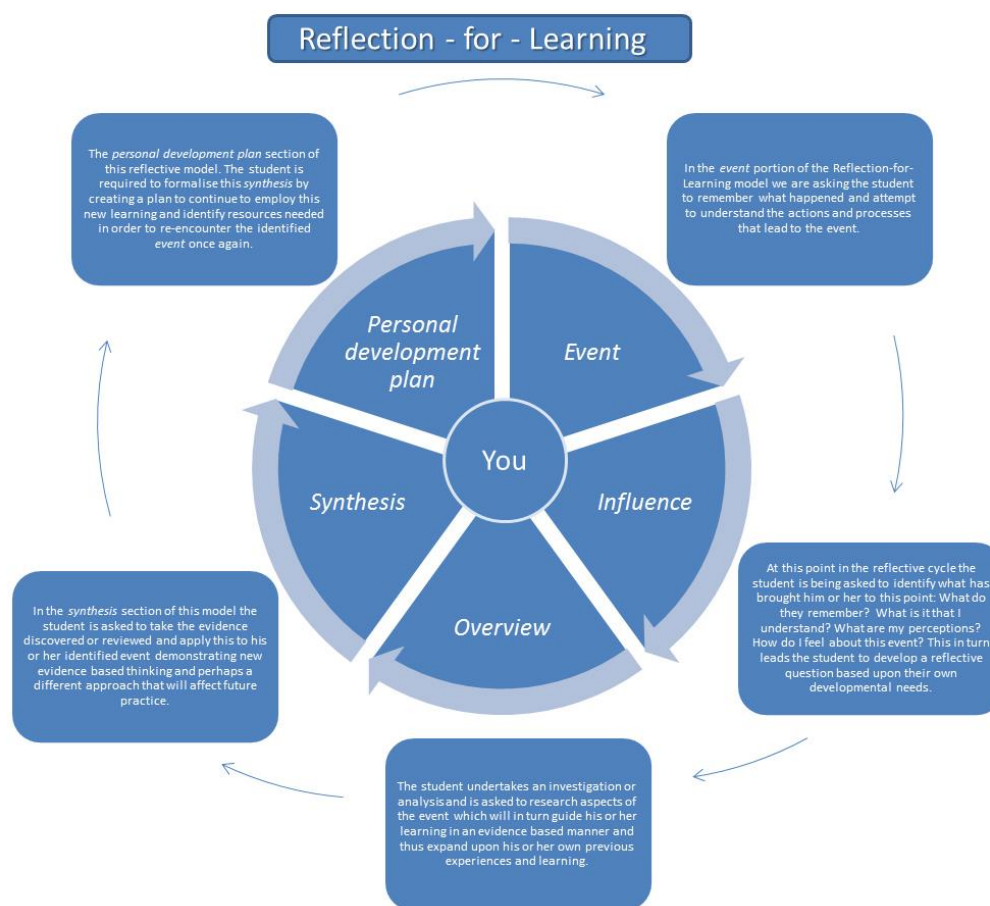 Reflection - for - Learning
The personal development plan section of
this reflective model. The student is
required to formalise this synthesis by
creating a plan to continue to employ this
new learning and identify resources needed
in order to re-encounter the identified
event once again.
In the event portion of the Reflection-for-
Learning model we are asking the student
to remember what happened and attempt
to understand the actions and processes
that lead to the event.
Personal
development
plan
Event
You
Synthesis
Influence
Overview
At this point in the reflective cycle the
student is being asked to identify what has
brought him or her to this point: What do
they remember? What is it that I
understand? What are my perceptions?
How do I feel about this event? This in turn
leads the student to develop a reflective
question based upon their own
developmental needs.
In the synthesis section of this model the
student is asked to take the evidence
discovered or reviewed and apply this to
his or her identified event demonstrating new
evidence based thinking and perhaps a
different approach that will affect future
practice.
The student undertakes an investigation or
analysis and is asked to research aspects of
the event which will in turn guide his or her
learning in an evidence based manner and
thus expand upon his or her own previous
experiences and learning.